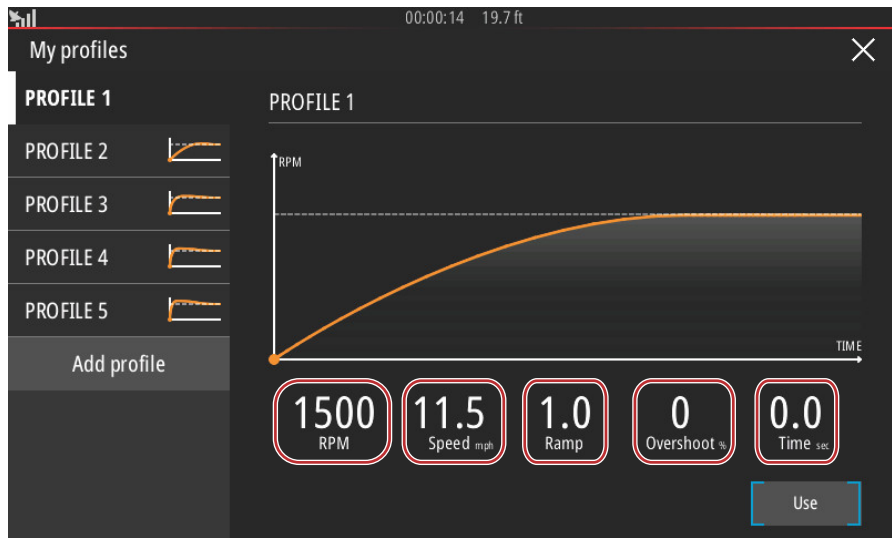 00:00:14 19.7 ft
My profiles
PROFILE 1
PROFILE 2
PROFILE 3
PROFILE 4
PROFILE 5
Add profile
PROFILE 1
RPM
TIME
1500
RPM
11.5
Speed mph
1.0
Ramp
0
Overshoot %
0.0
Time sec
Use